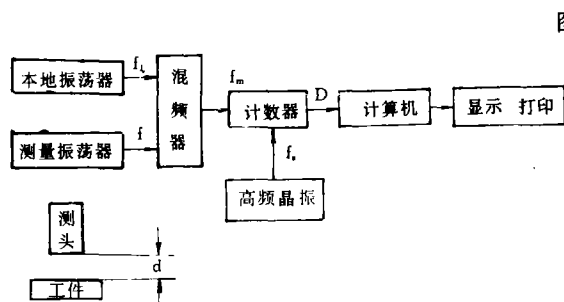 本地振荡器
f_L
混频器
f_m
计数器
D
计算机
显示 打印
测量振荡器
f
f_s
高频晶振
测头
d
工件